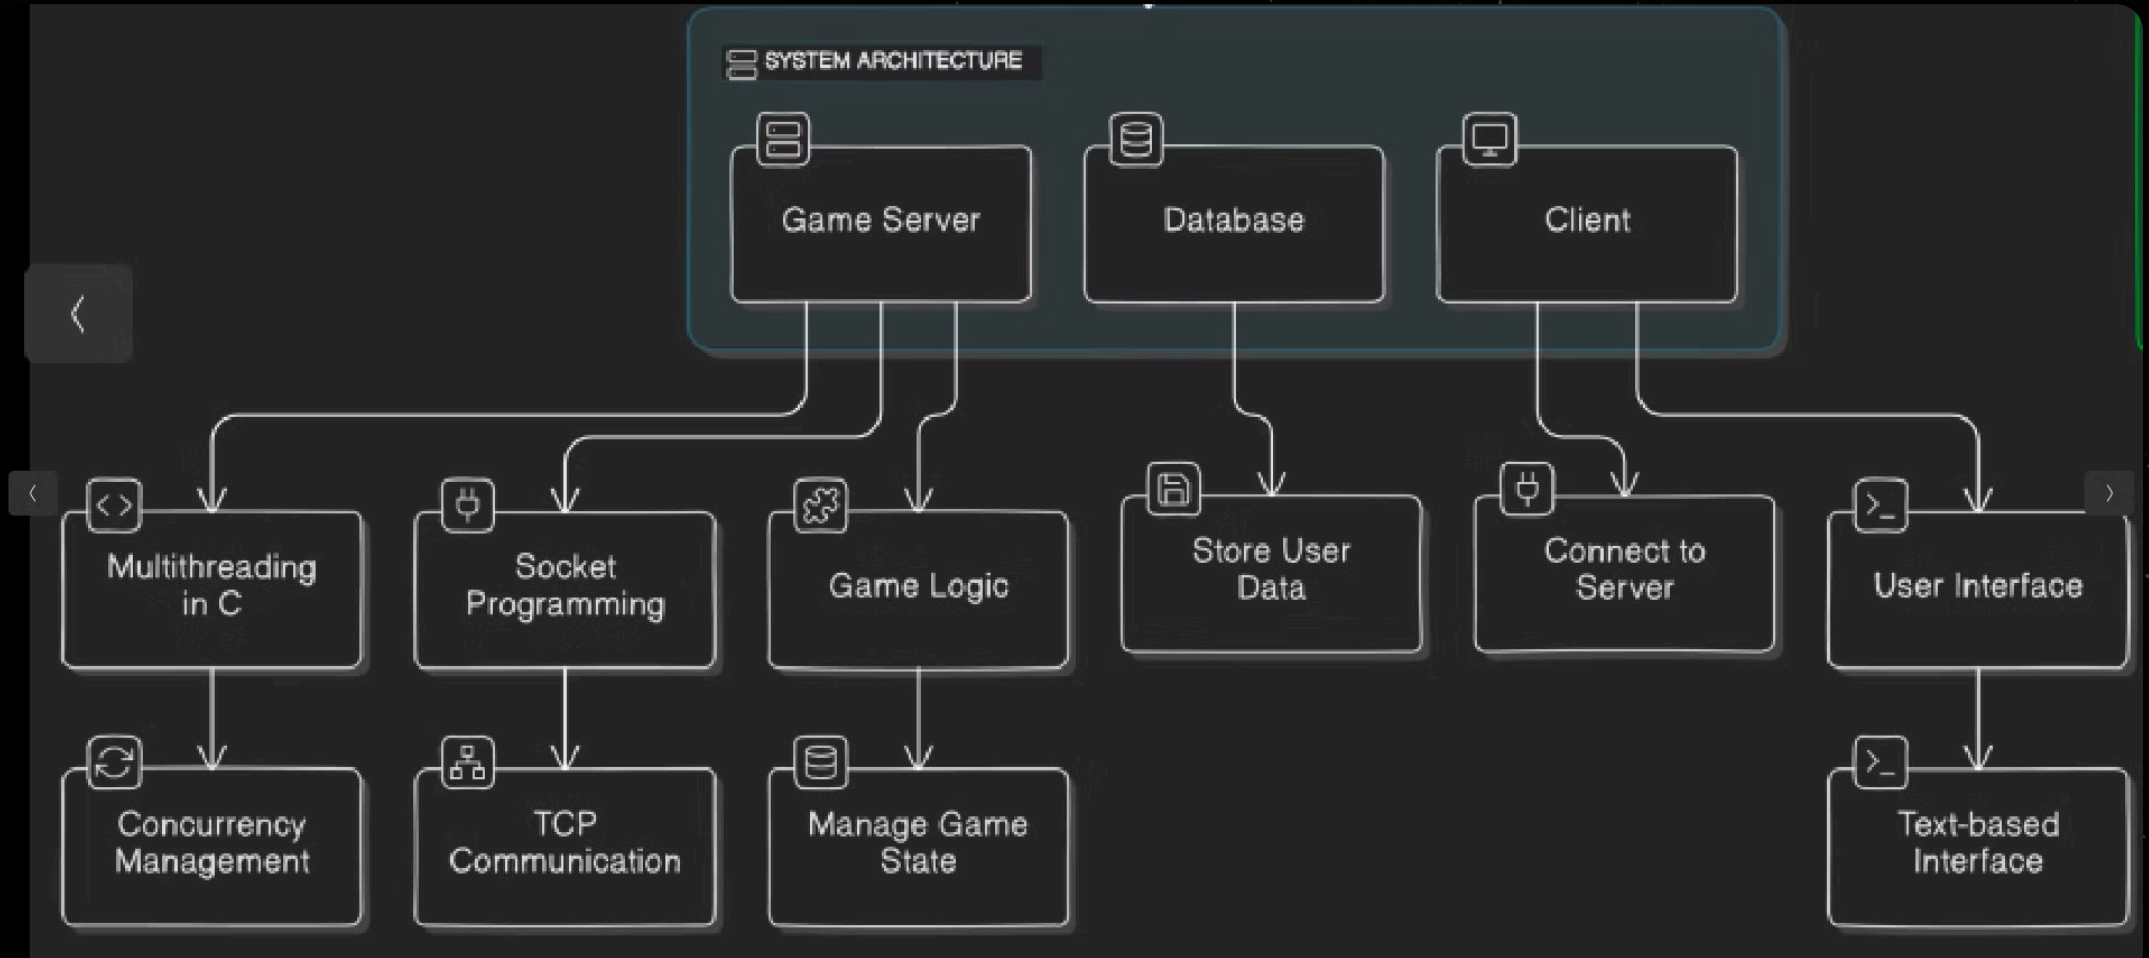 SYSTEM ARCHITECTURE
Game Server
Database
Client
Multithreading
in C
Socket
Programming
Game Logic
Store User
Data
Connect to
Server
User Interface
Concurrency
Management
TCP
Communication
Manage Game
State
Text-based
Interface